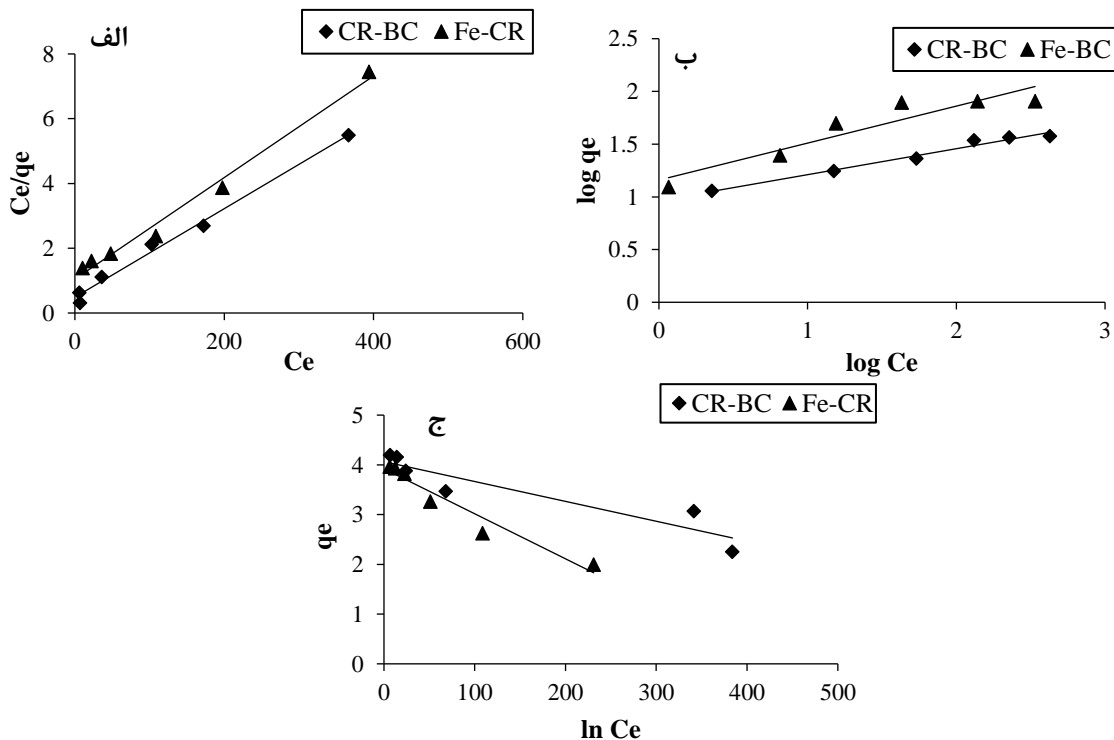 الف
CR-BC Fe-CR
8
6
4
2
0
0 200 400 600
Ce/qe
Ce
ب
CR-BC Fe-BC
2.5
2
1.5
1
0.5
0
0 1 2 3
log qe
log Ce
ج
CR-BC Fe-CR
5
4
3
2
1
0
0 100 200 300 400 500
qe
ln Ce